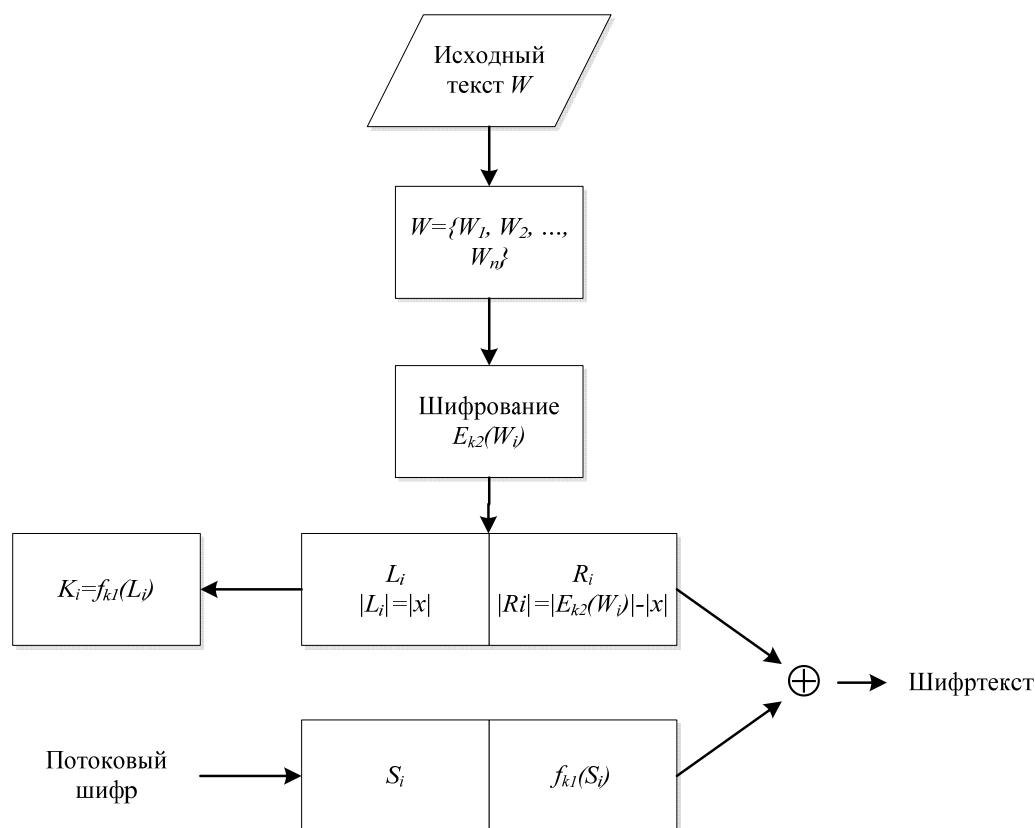 Исходный
текст W
W={W1, W2, ...,
Wn}
Шифрование
Ek2(Wi)
Ki=fk1(Li)
Li
|Li|=|x|
Ri
|Ri|=|Ek2(Wi)|-|x|
Шифртекст
Потоковый
шифр
Si
fk1(Si)